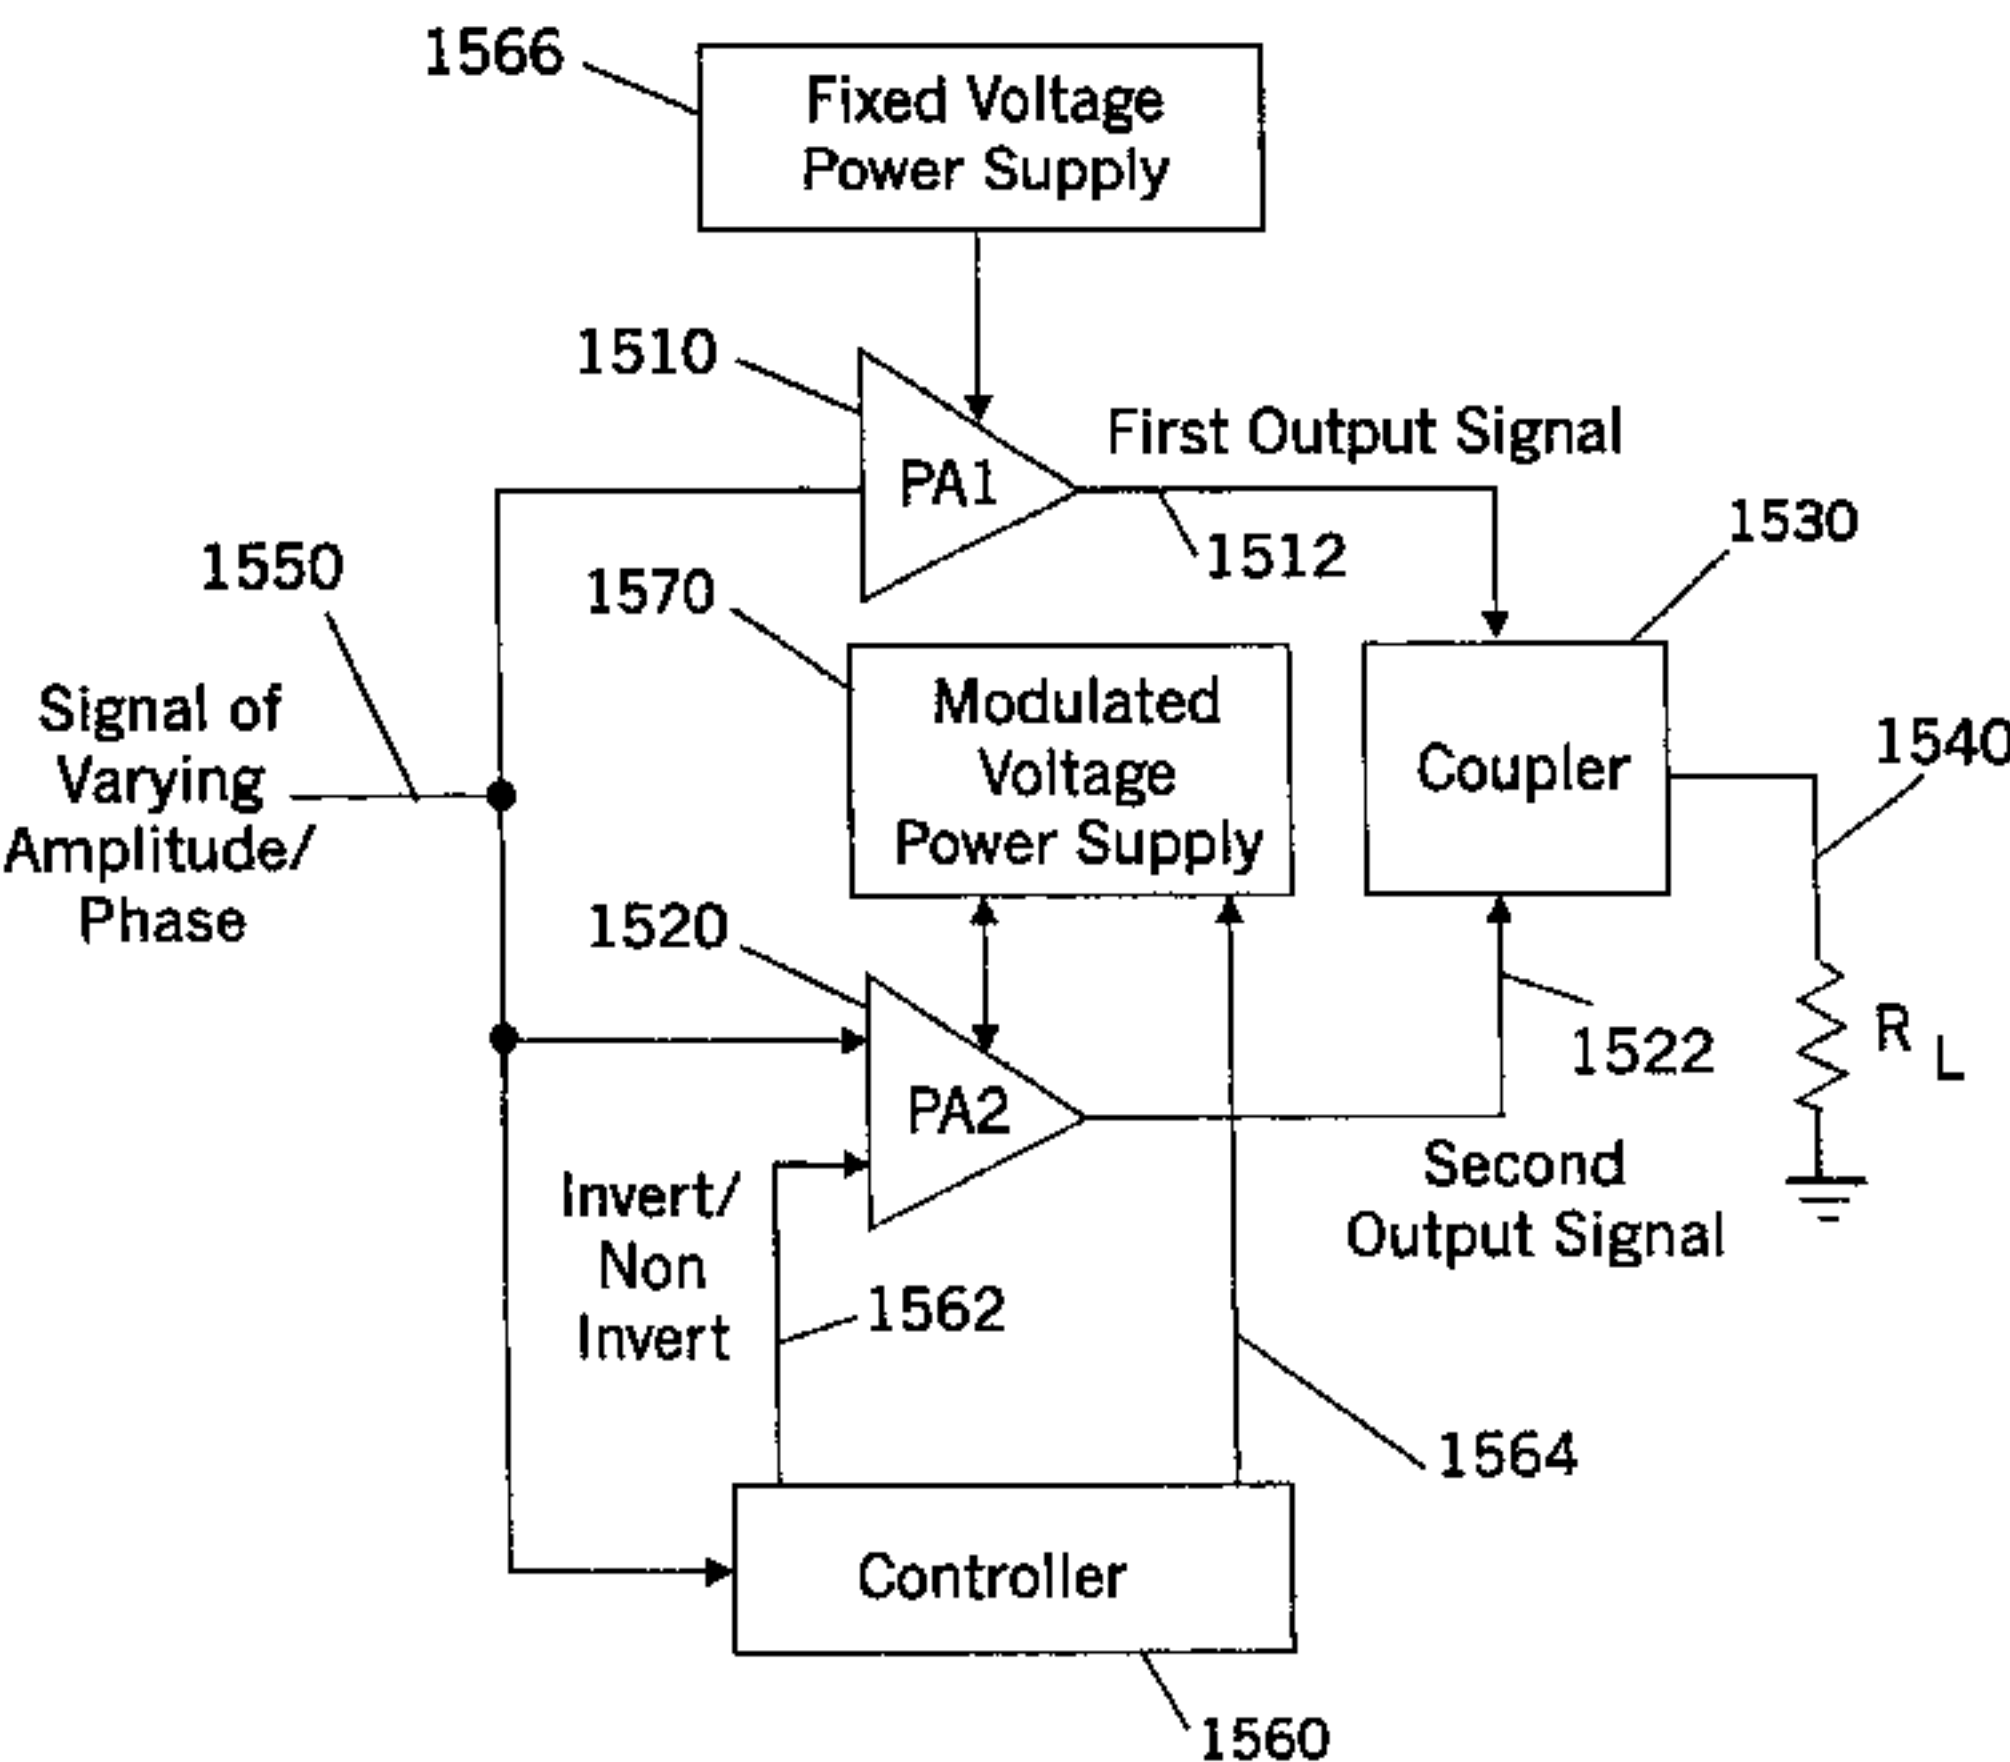 1566
Fixed Voltage
Power Supply
1510
PA1
First Output Signal
1512
1530
1550
1570
Signal of
Varying
Amplitude/
Phase
Modulated
Voltage
Power Supply
Coupler
1540
1520
PA2
1522
R L
Second
Output Signal
Invert/
Non
Invert
1562
1564
Controller
1560